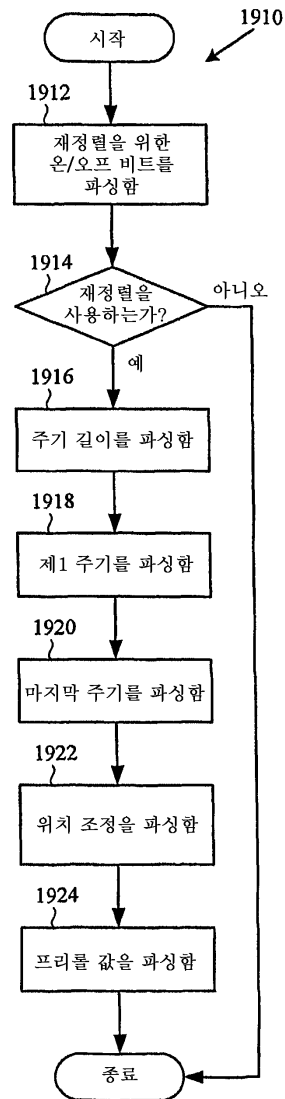 시작
1910
1912
재정렬을 위한
온/오프 비트를
파싱함
1914
재정렬을
사용하는가?
아니오
예
1916
주기 길이를 파싱함
1918
제1 주기를 파싱함
1920
마지막 주기를 파싱함
1922
위치 조정을 파싱함
1924
프리롤 값을 파싱함
종료